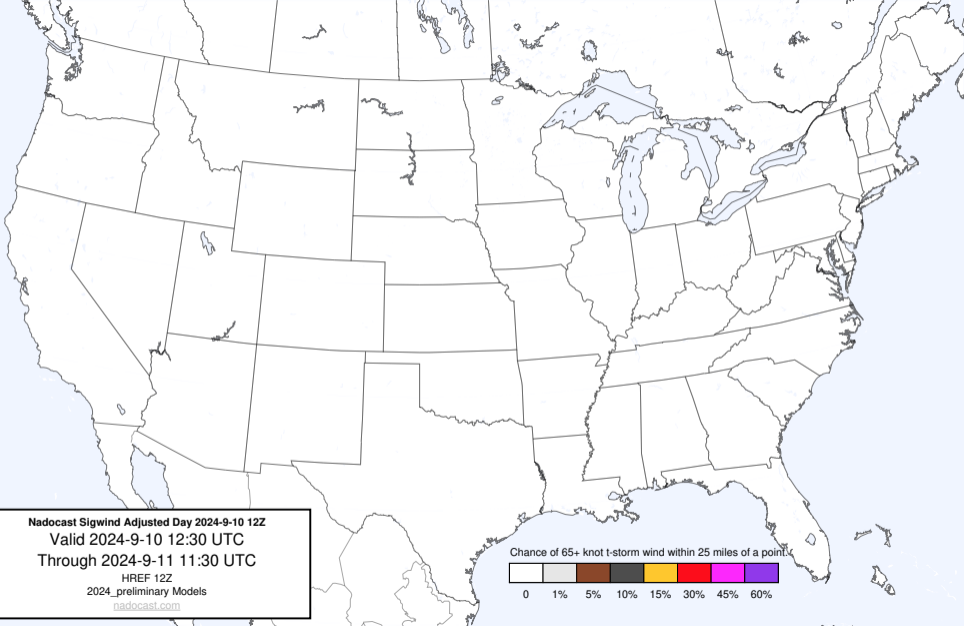 Nadocast Sigwind Adjusted Day 2024-9-10 12Z
Valid 2024-9-10 12:30 UTC
Through 2024-9-11 11:30 UTC
HREF 12Z
2024_preliminary Models
nadocast.com
Chance of 65+ knot t-storm wind within 25 miles of a point.
0 1% 5% 10% 15% 30% 45% 60%